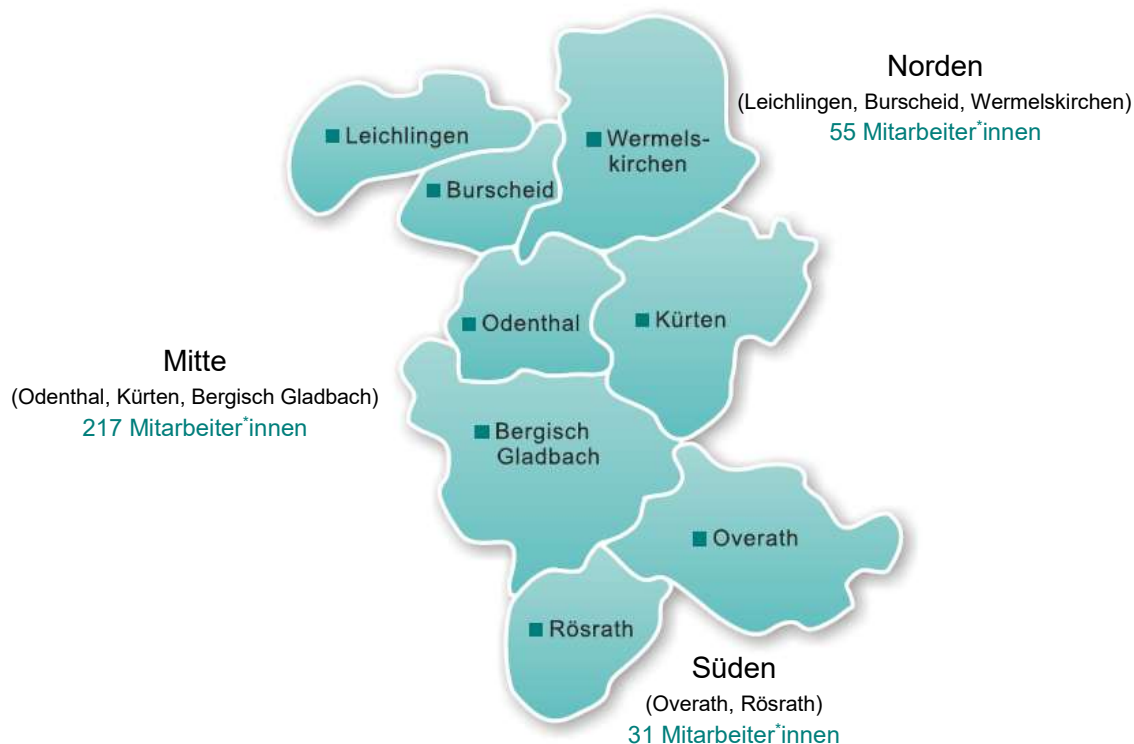 Norden
(Leichlingen, Burscheid, Wermelskirchen)
55 Mitarbeiter*innen
Leichlingen
Wermels-
kirchen
Burscheid
Odenthal
Kürten
Mitte
(Odenthal, Kürten, Bergisch Gladbach)
217 Mitarbeiter*innen
Bergisch
Gladbach
Overath
Rösrath
Süden
(Overath, Rösrath)
31 Mitarbeiter*innen